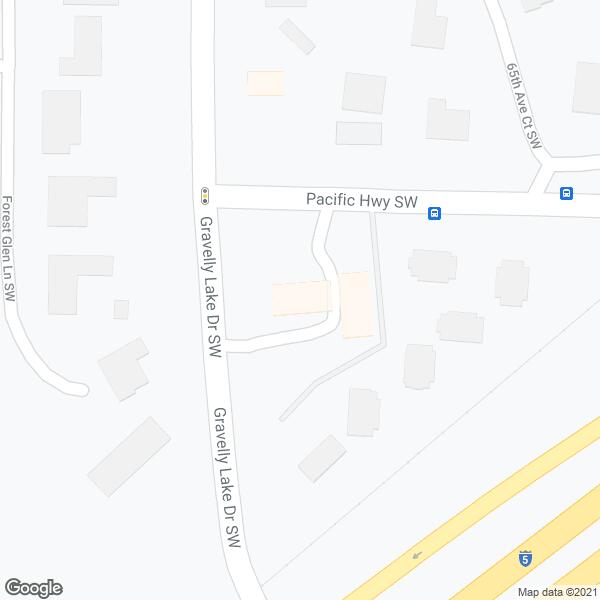 65th Ave Ct SW
Pacific Hwy SW
Forest Glen Ln SW
Gravelly Lake Dr SW
Gravelly Lake Dr SW
5
Google
Map data ©2021